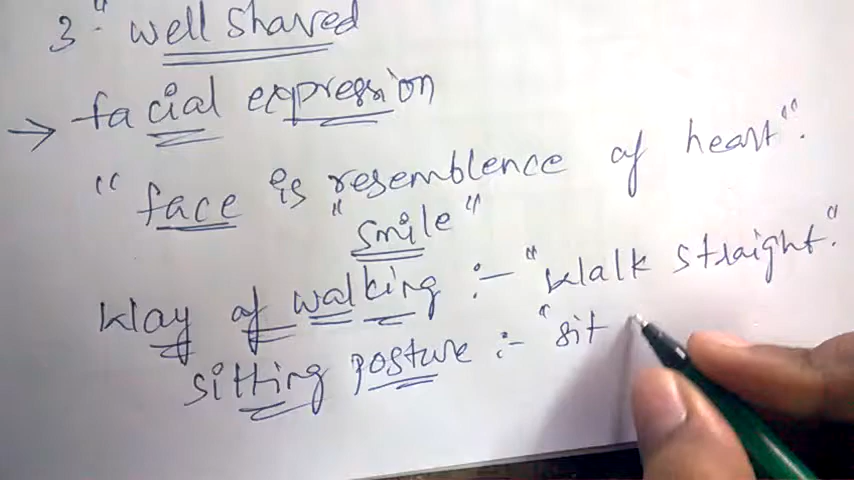 3" well shaved
→ facial expression
"face is resemblence of heart".
"smile"
Way of walking :- "Walk straight."
sitting posture :- "sit